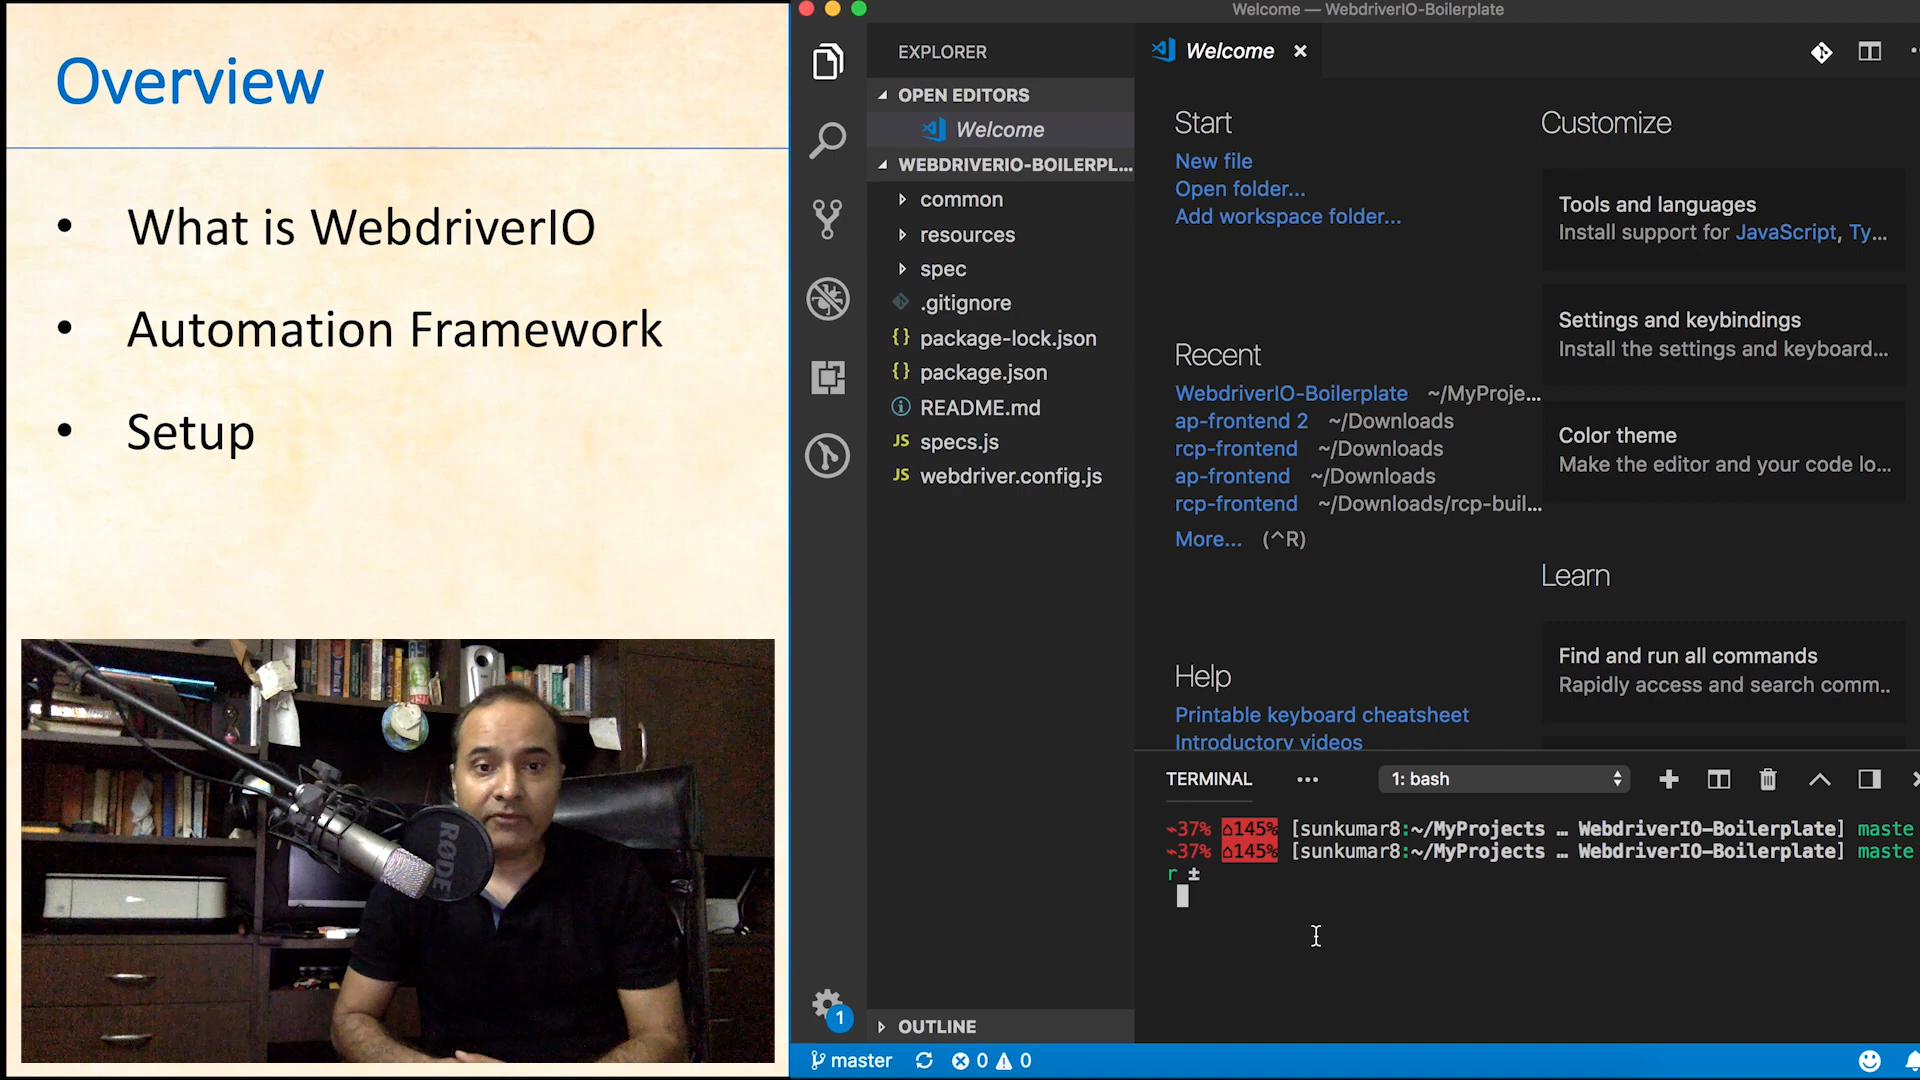 Overview
• What is WebdriverIO
• Automation Framework
• Setup
RØDE
Welcome — WebdriverIO-Boilerplate
EXPLORER
OPEN EDITORS
Welcome
WEBDRIVERIO-BOILERPL...
common
resources
spec
.gitignore
{} package-lock.json
{} package.json
README.md
JS specs.js
JS webdriver.config.js
OUTLINE
1
Welcome
Start
New file
Open folder...
Add workspace folder...
Recent
WebdriverIO-Boilerplate ~/MyProje...
ap-frontend 2 ~/Downloads
rcp-frontend ~/Downloads
ap-frontend ~/Downloads
rcp-frontend ~/Downloads/rcp-buil...
More... (^R)
Help
Printable keyboard cheatsheet
Introductory videos
Customize
Tools and languages
Install support for JavaScript, Ty...
Settings and keybindings
Install the settings and keyboard...
Color theme
Make the editor and your code lo...
Learn
Find and run all commands
Rapidly access and search comm..
TERMINAL ••• 1: bash
~37% ⌂145% [sunkumar8:~/MyProjects … WebdriverIO-Boilerplate] maste
~37% ⌂145% [sunkumar8:~/MyProjects … WebdriverIO-Boilerplate] maste
r ±
master 0 0